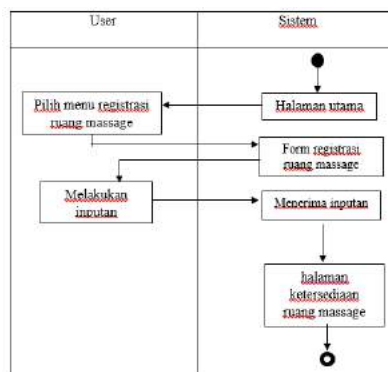 User
Sistem
Halaman utama
Pilih menu registrasi
ruang massage
Form registrasi
ruang massage
Melakukan
inputan
Menerima inputan
halaman
ketersediaan
ruang massage